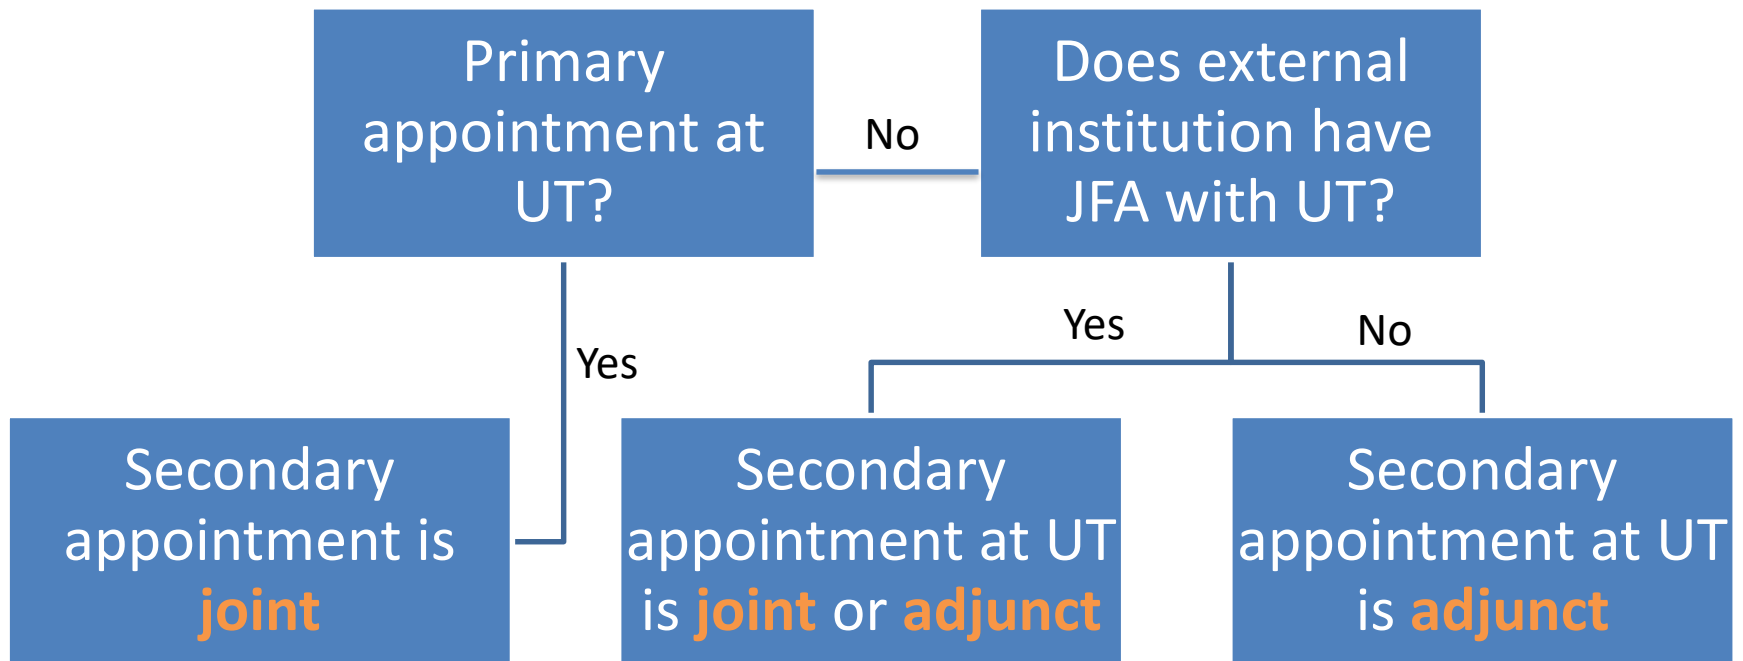 Primary
appointment at
UT?
No
Does external
institution have
JFA with UT?
Yes
Yes
No
Secondary
appointment is
joint
Secondary
appointment at UT
is joint or adjunct
Secondary
appointment at UT
is adjunct